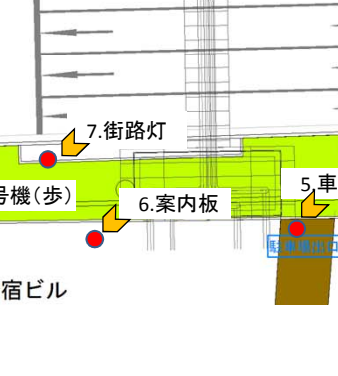 7.街路灯
5.車
号機(歩)
6.案内板
駐車場出口
宿ビル